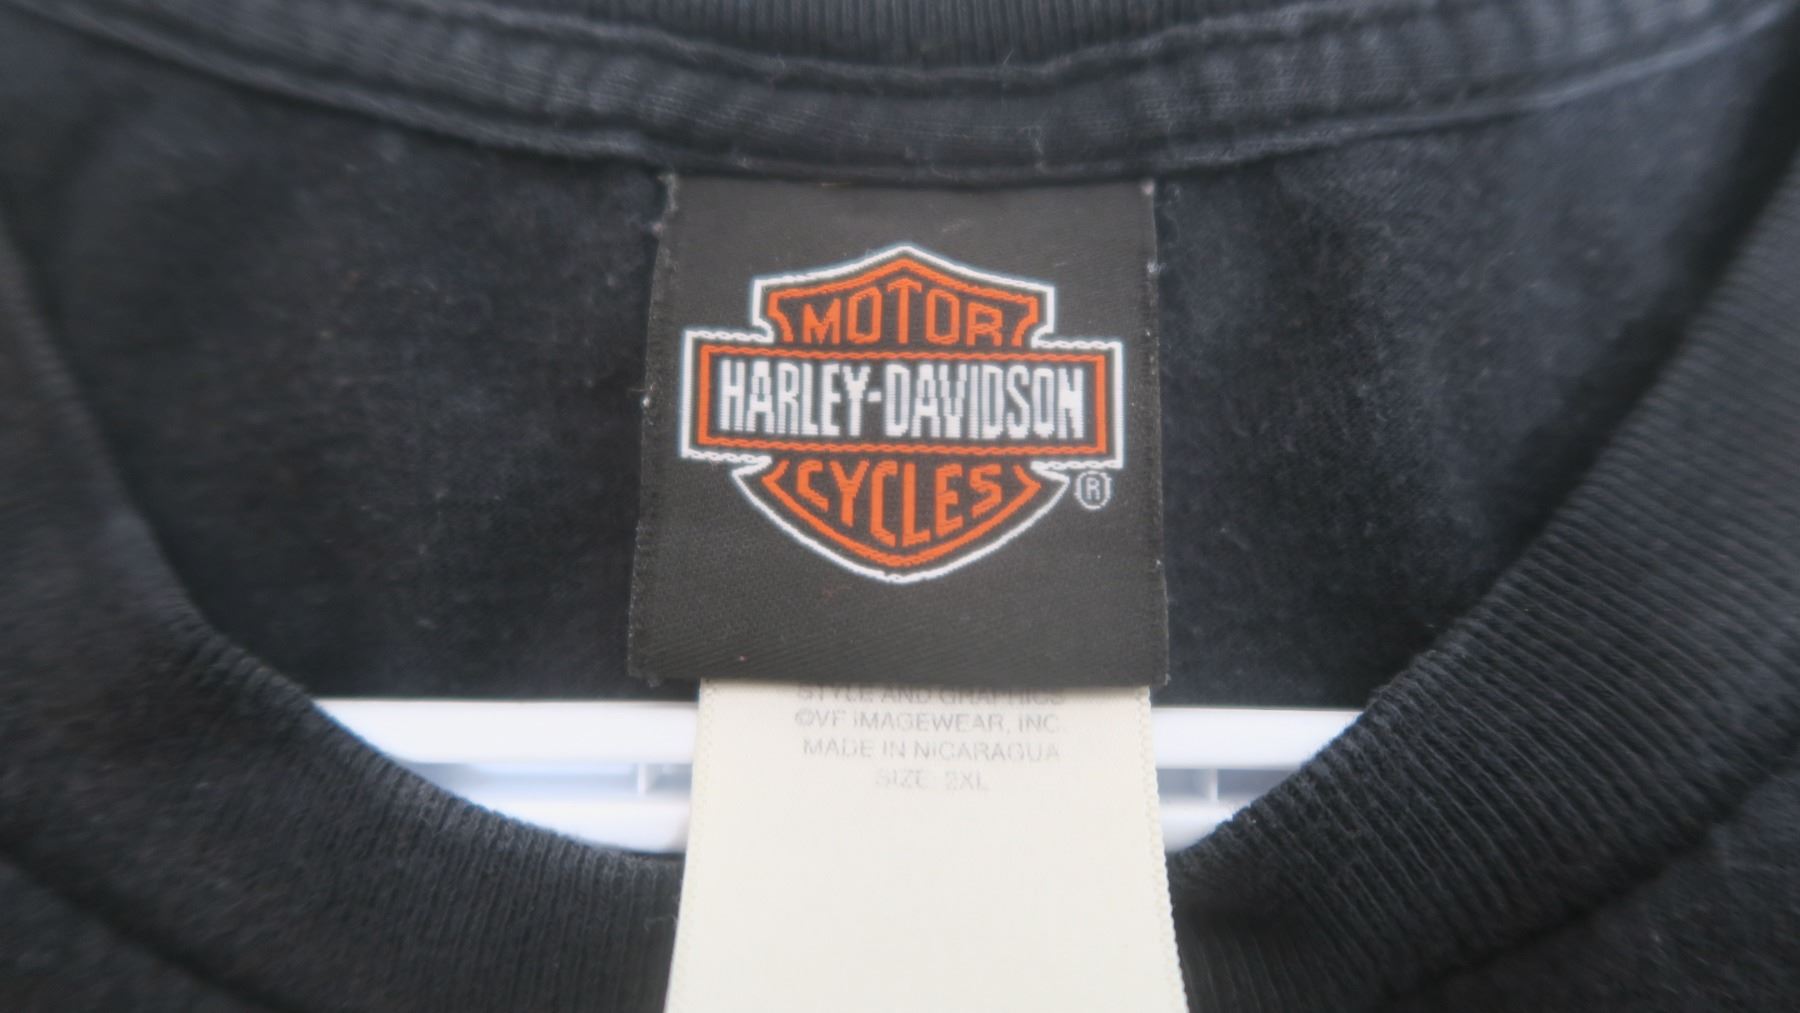 MOTOR
HARLEY-DAVIDSON
CYCLES
®
STYLE AND GRAPHICS
©VF IMAGEWEAR, INC.
MADE IN NICARAGUA
SIZE: 2XL